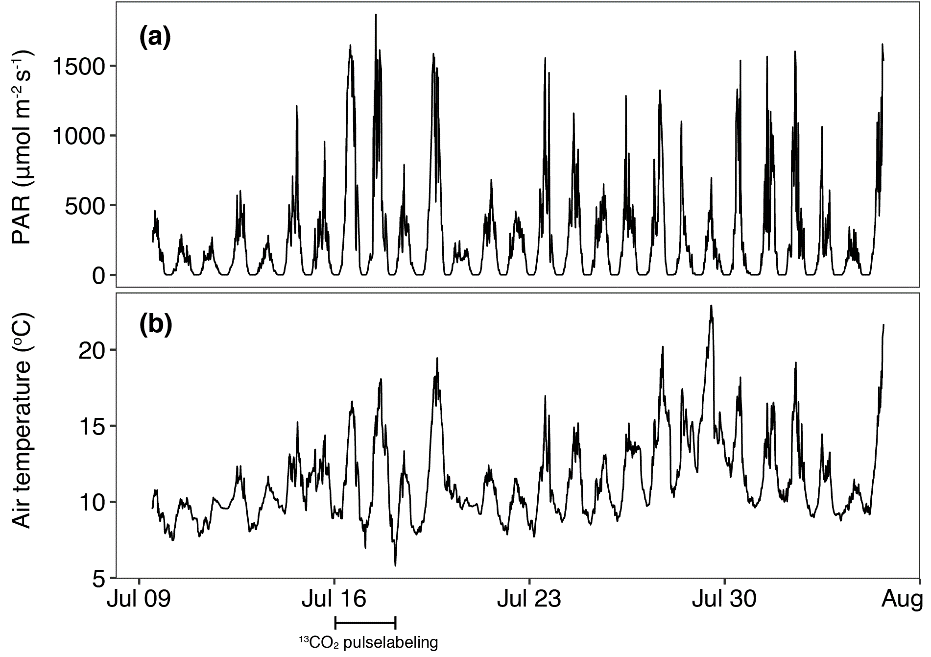 (a)
PAR (µmol m⁻² s⁻¹)
1500
1000
500
0
(b)
Air temperature (ºC)
20
15
10
5
Jul 09
Jul 16
Jul 23
Jul 30
Aug
¹³CO₂ pulselabeling